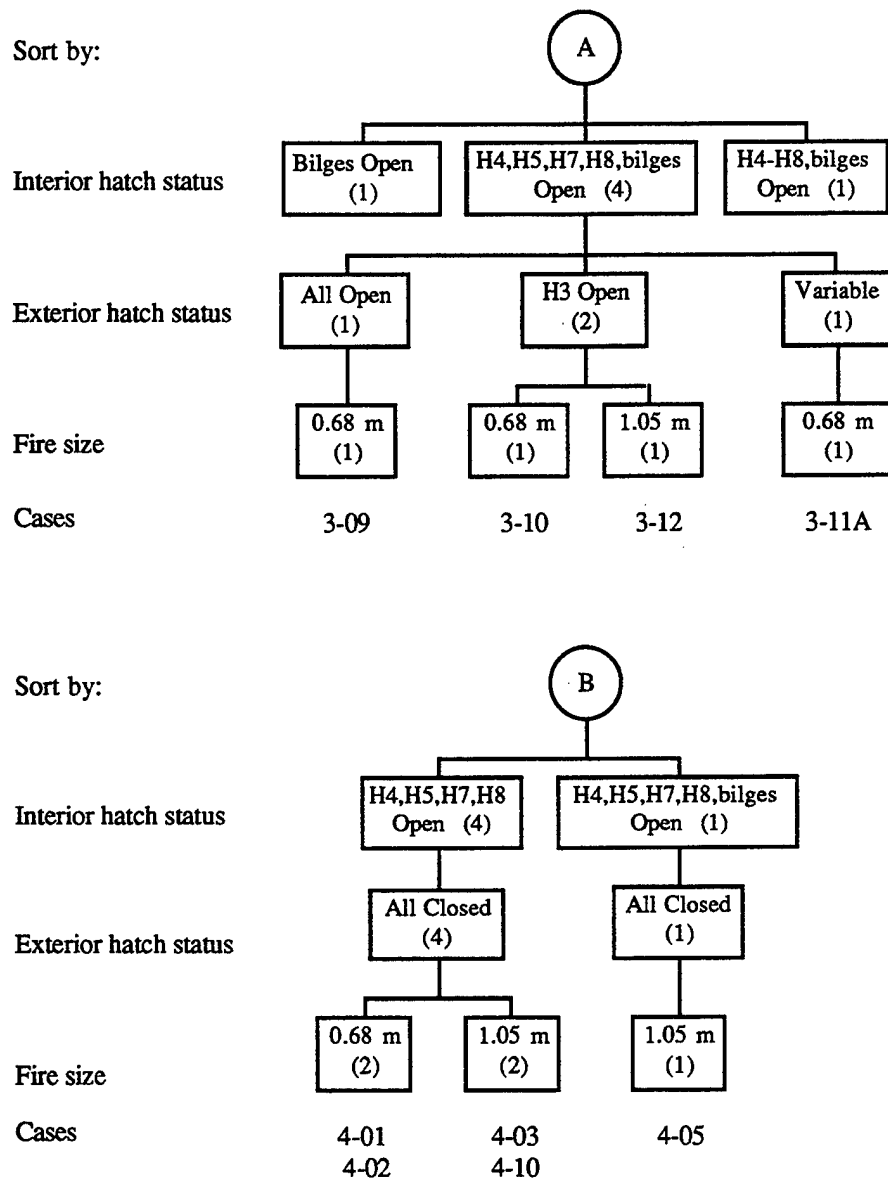 Sort by:
A
Interior hatch status
Bilges Open
(1)
H4,H5,H7,H8,bilges
Open (4)
H4-H8,bilges
Open (1)
Exterior hatch status
All Open
(1)
H3 Open
(2)
Variable
(1)
Fire size
0.68 m
(1)
0.68 m
(1)
1.05 m
(1)
0.68 m
(1)
Cases
3-09
3-10
3-12
3-11A
Sort by:
B
Interior hatch status
H4,H5,H7,H8
Open (4)
H4,H5,H7,H8,bilges
Open (1)
Exterior hatch status
All Closed
(4)
All Closed
(1)
Fire size
0.68 m
(2)
1.05 m
(2)
1.05 m
(1)
Cases
4-01
4-02
4-03
4-10
4-05